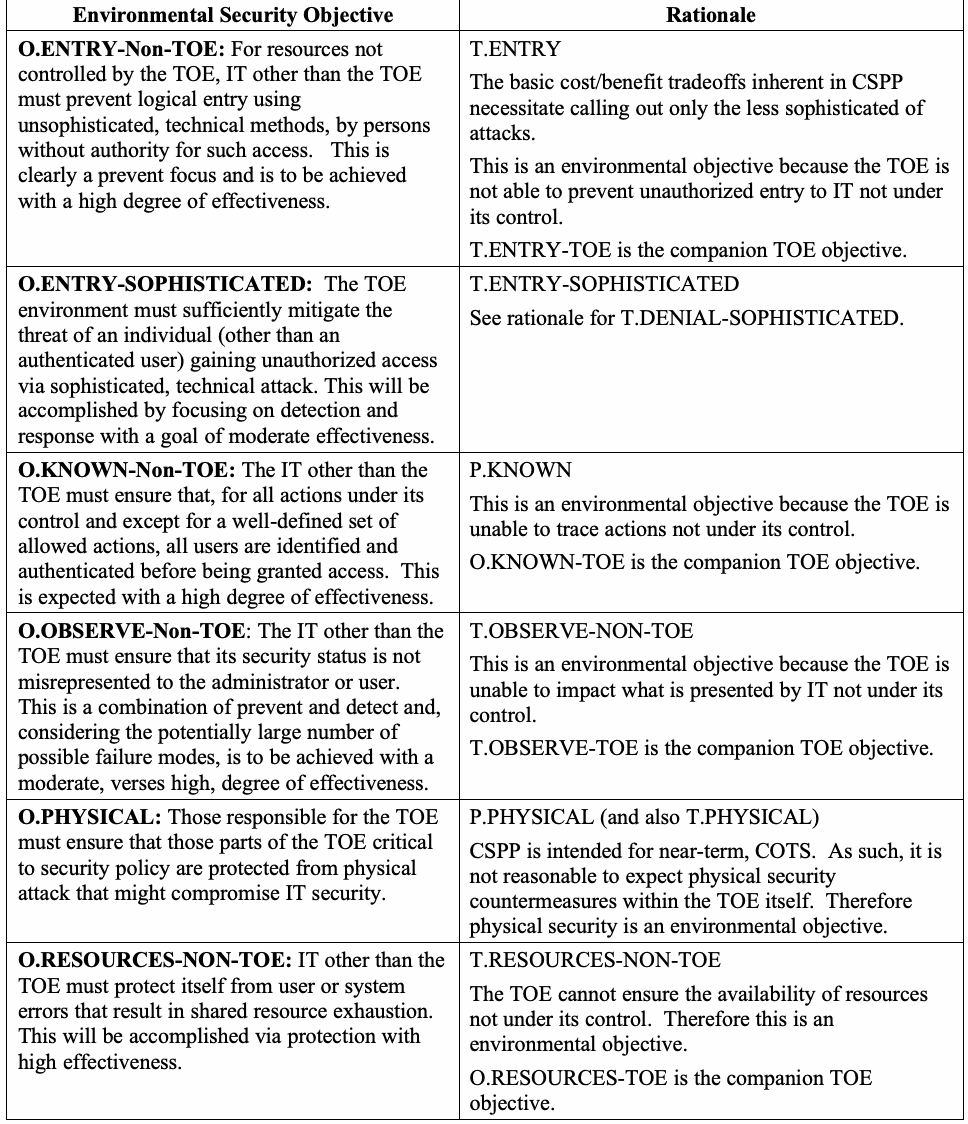 Environmental Security Objective
Rationale
O.ENTRY-Non-TOE: For resources not
controlled by the TOE, IT other than the TOE
must prevent logical entry using
unsophisticated, technical methods, by persons
without authority for such access.   This is
clearly a prevent focus and is to be achieved
with a high degree of effectiveness.
T.ENTRY
The basic cost/benefit tradeoffs inherent in CSPP
necessitate calling out only the less sophisticated of
attacks.
This is an environmental objective because the TOE is
not able to prevent unauthorized entry to IT not under
its control.
T.ENTRY-TOE is the companion TOE objective.
O.ENTRY-SOPHISTICATED:  The TOE
environment must sufficiently mitigate the
threat of an individual (other than an
authenticated user) gaining unauthorized access
via sophisticated, technical attack. This will be
accomplished by focusing on detection and
response with a goal of moderate effectiveness.
T.ENTRY-SOPHISTICATED
See rationale for T.DENIAL-SOPHISTICATED.
O.KNOWN-Non-TOE: The IT other than the
TOE must ensure that, for all actions under its
control and except for a well-defined set of
allowed actions, all users are identified and
authenticated before being granted access.  This
is expected with a high degree of effectiveness.
P.KNOWN
This is an environmental objective because the TOE is
unable to trace actions not under its control.
O.KNOWN-TOE is the companion TOE objective.
O.OBSERVE-Non-TOE: The IT other than the
TOE must ensure that its security status is not
misrepresented to the administrator or user.
This is a combination of prevent and detect and,
considering the potentially large number of
possible failure modes, is to be achieved with a
moderate, verses high, degree of effectiveness.
T.OBSERVE-NON-TOE
This is an environmental objective because the TOE is
unable to impact what is presented by IT not under its
control.
T.OBSERVE-TOE is the companion TOE objective.
O.PHYSICAL: Those responsible for the TOE
must ensure that those parts of the TOE critical
to security policy are protected from physical
attack that might compromise IT security.
P.PHYSICAL (and also T.PHYSICAL)
CSPP is intended for near-term, COTS.  As such, it is
not reasonable to expect physical security
countermeasures within the TOE itself.  Therefore
physical security is an environmental objective.
O.RESOURCES-NON-TOE: IT other than the
TOE must protect itself from user or system
errors that result in shared resource exhaustion.
This will be accomplished via protection with
high effectiveness.
T.RESOURCES-NON-TOE
The TOE cannot ensure the availability of resources
not under its control.  Therefore this is an
environmental objective.
O.RESOURCES-TOE is the companion TOE
objective.